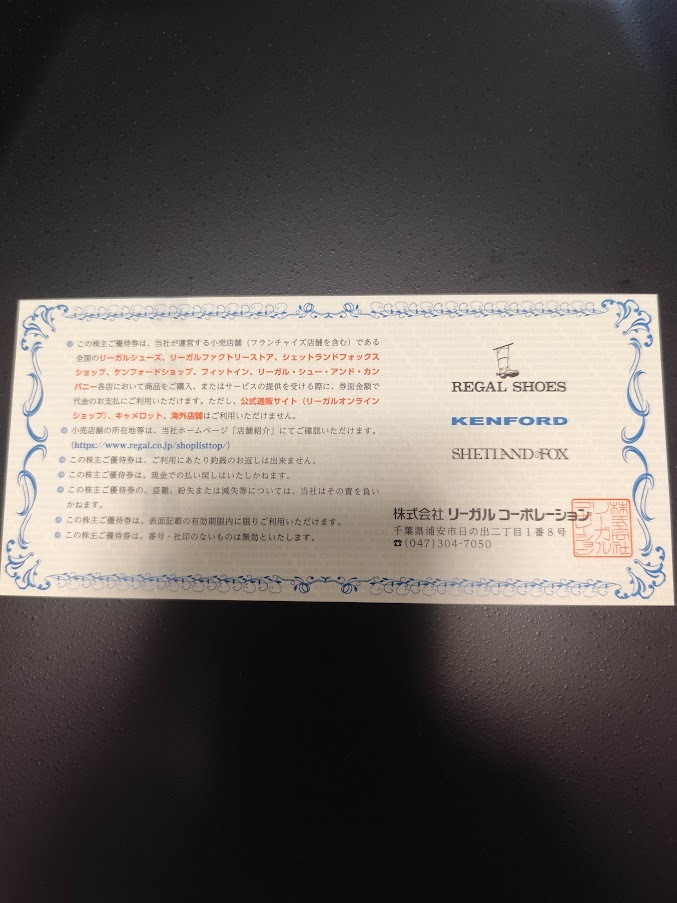 この株主ご優待券は、当社が運営する小売店舗（フランチャイズ店舗を含む）である
全国のリーガルシューズ、リーガルファクトリーストア、シェットランドフォックス
ショップ、ケンフォードショップ、フィットイン、リーガル・シュー・アンド・カン
パニー各店において商品をご購入、またはサービスの提供を受ける際に、券面金額で
代金のお支払にご利用いただけます。ただし、公式通販サイト（リーガルオンライン
ショップ）、キャメロット、海外店舗はご利用いただけません。
小売店舗の所在地等は、当社ホームページ「店舗紹介」にてご確認いただけます。
（https://www.regal.co.jp/shoplisttop/）
この株主ご優待券は、ご利用にあたり釣銭のお返しは出来ません。
この株主ご優待券は、現金での払い戻しはいたしかねます。
この株主ご優待券の、盗難、紛失または滅失等については、当社はその責を負い
かねます。
この株主ご優待券は、表面記載の有効期限内に限りご利用いただけます。
この株主ご優待券は、番号・社印のないものは無効といたします。
REGAL SHOES
KENFORD
SHETLAND FOX
株式会社 リーガル コーポレーション
千葉県浦安市日の出二丁目1番8号
☎(047)304-7050